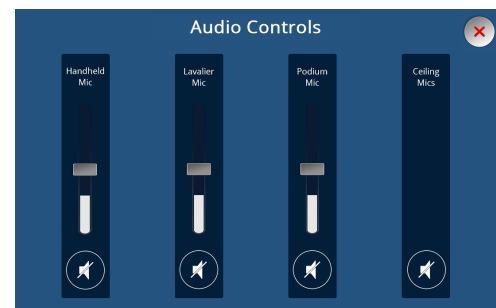 Audio Controls
Handheld
Mic
Lavalier
Mic
Podium
Mic
Ceiling
Mics